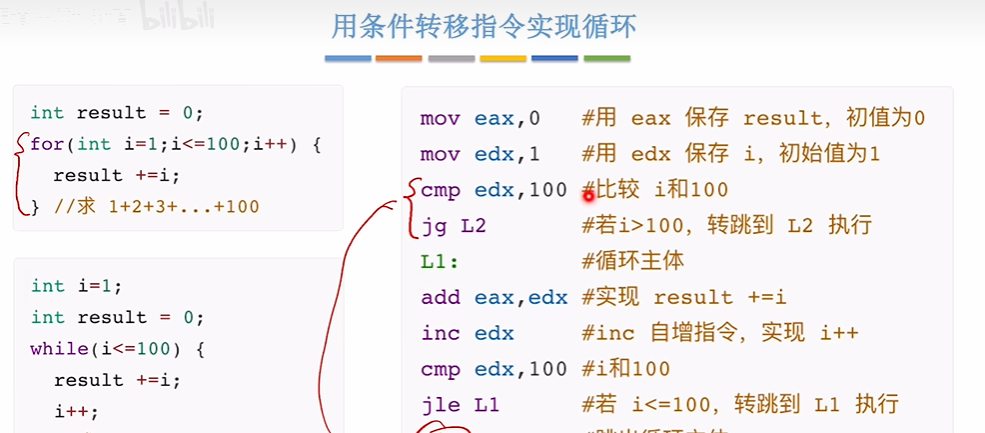 bilibili
用条件转移指令实现循环
int result = 0;
for(int i=1;i<=100;i++) {
result +=i;
} //求 1+2+3+...+100
int i=1;
int result = 0;
while(i<=100) {
result +=i;
i++;
mov eax,0 #用 eax 保存 result，初值为0
mov edx,1 #用 edx 保存 i，初始值为1
cmp edx,100 #比较 i和100
jg L2 #若i>100，转跳到 L2 执行
L1: #循环主体
add eax,edx #实现 result +=i
inc edx #inc 自增指令，实现 i++
cmp edx,100 #i和100
jle L1 #若 i<=100，转跳到 L1 执行